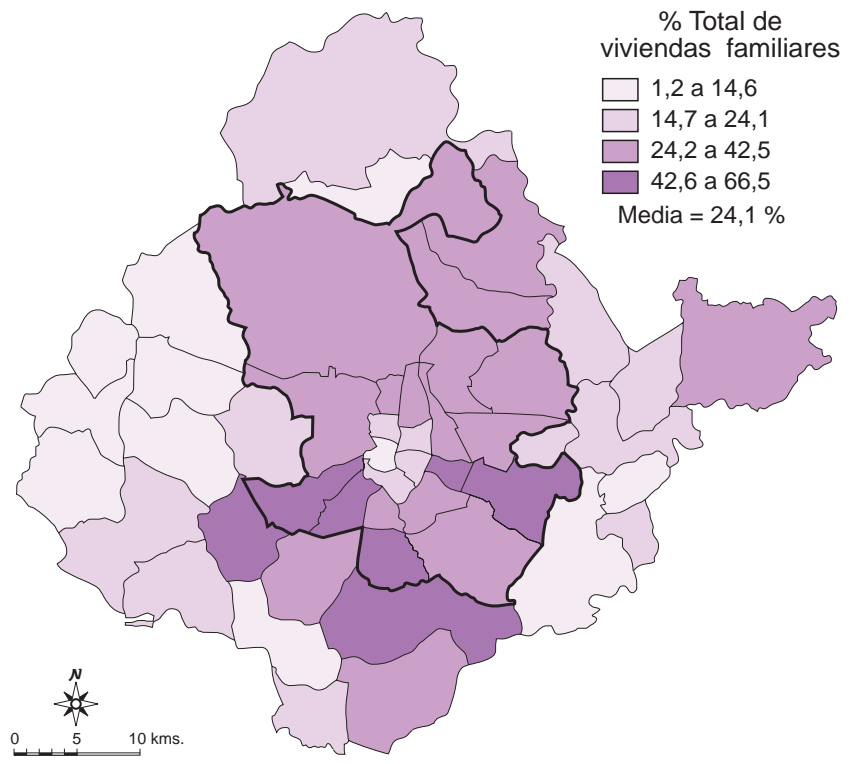 % Total de
viviendas familiares
1,2 a 14,6
14,7 a 24,1
24,2 a 42,5
42,6 a 66,5
Media = 24,1 %
N
0 5 10 kms.